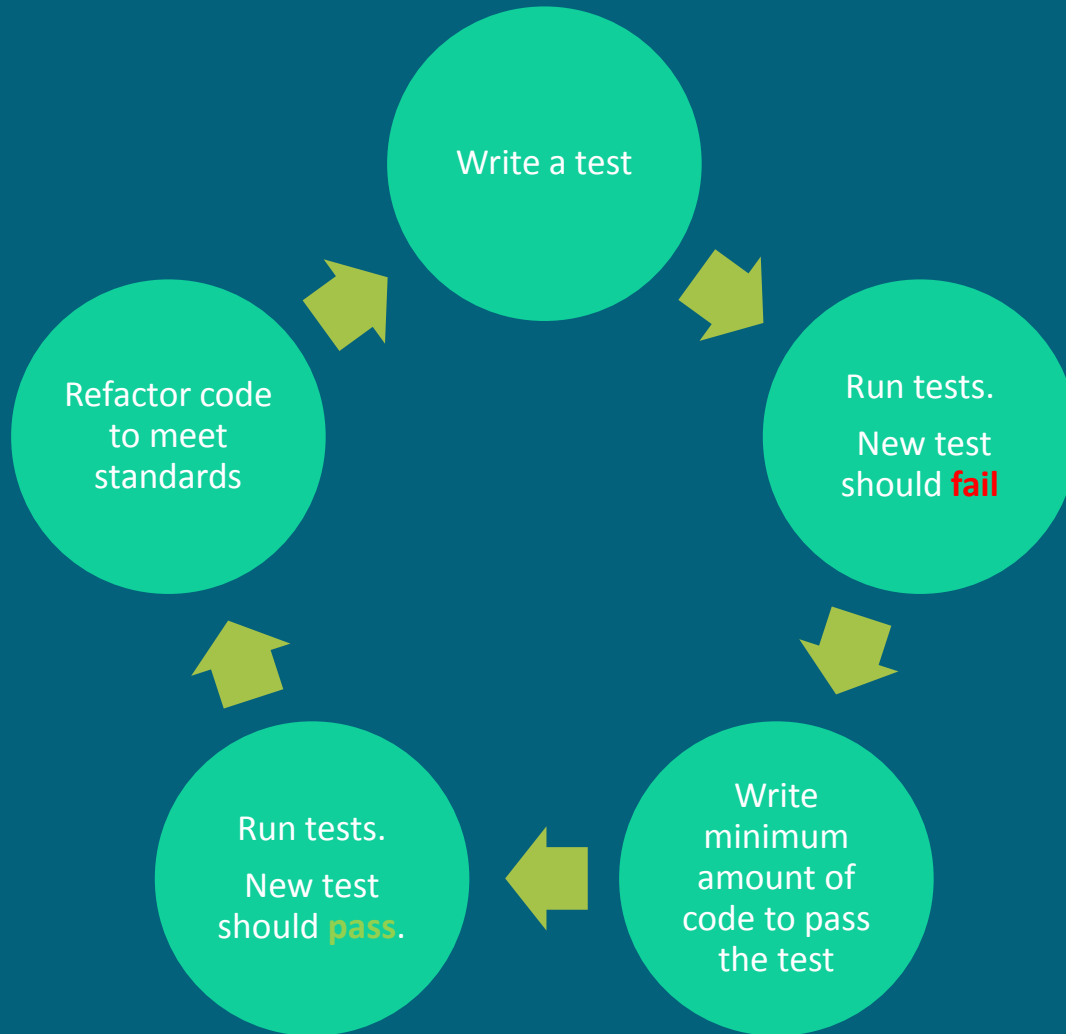 Write a test
Run tests.
New test
should fail
Write
minimum
amount of
code to pass
the test
Run tests.
New test
should pass.
Refactor code
to meet
standards